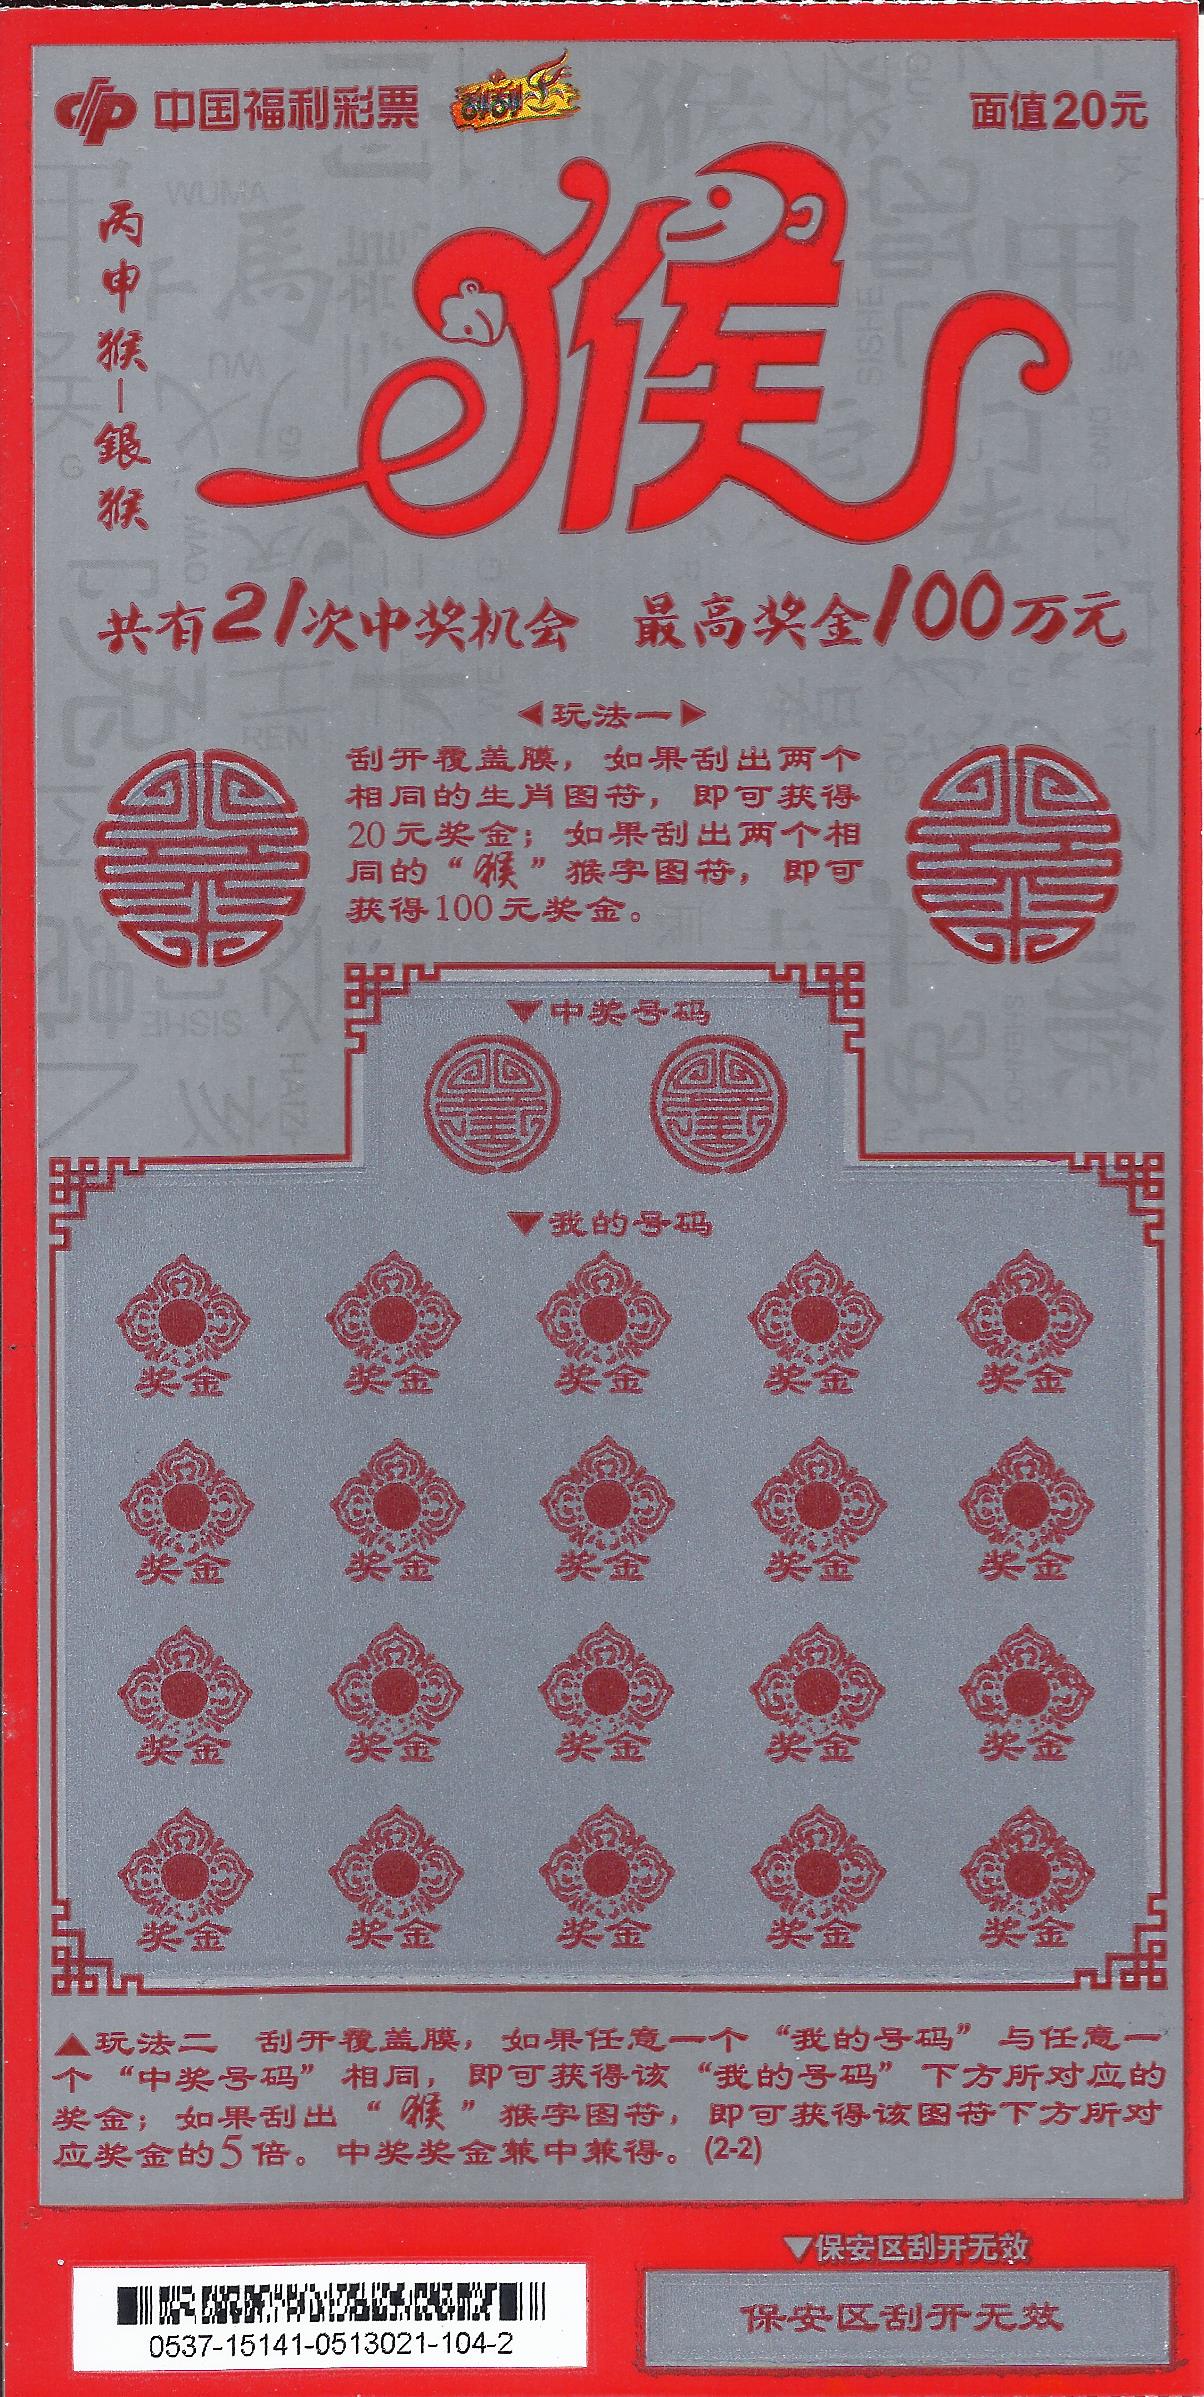 中国福利彩票 刮刮乐 面值20元
丙申猴—銀猴
猴
共有21次中奖机会 最高奖金100万元
◀玩法一▶
刮开覆盖膜，如果刮出两个
相同的生肖图符，即可获得
20元奖金；如果刮出两个相
同的“猴”猴字图符，即可
获得100元奖金。
▼中奖号码
▼我的号码
奖金 奖金 奖金 奖金 奖金
奖金 奖金 奖金 奖金 奖金
奖金 奖金 奖金 奖金 奖金
奖金 奖金 奖金 奖金 奖金
▲玩法二 刮开覆盖膜，如果任意一个“我的号码”与任意一
个“中奖号码”相同，即可获得该“我的号码”下方所对应的
奖金；如果刮出“猴”猴字图符，即可获得该图符下方所对
应奖金的5倍。中奖奖金兼中兼得。(2-2)
▼保安区刮开无效
保安区刮开无效
0537-15141-0513021-104-2